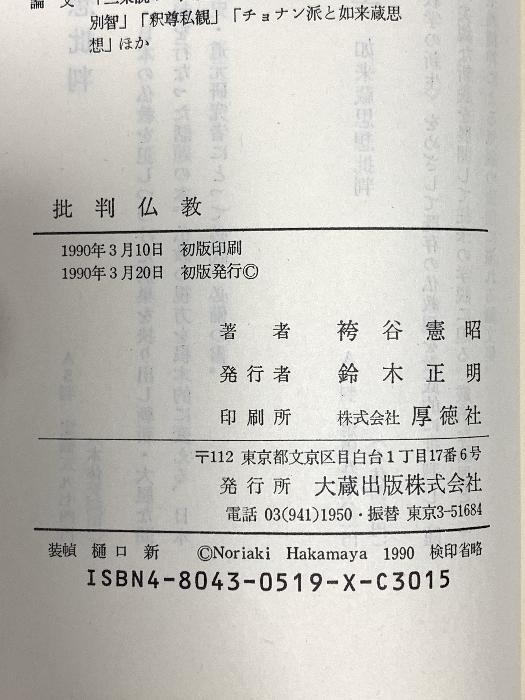 論　文
別智」「釈尊私観」「チョナン派と如来蔵思
想」ほか
批判仏教
1990年3月10日　初版印刷
1990年3月20日　初版発行©
著者　袴谷憲昭
発行者　鈴木正明
印刷所　株式会社 厚徳社
〒112 東京都文京区目白台1丁目17番6号
発行所　大蔵出版株式会社
電話 03(941)1950・振替 東京3-51684
装幀 樋口 新　©Noriaki Hakamaya 1990 検印省略
ISBN4-8043-0519-X-C3015